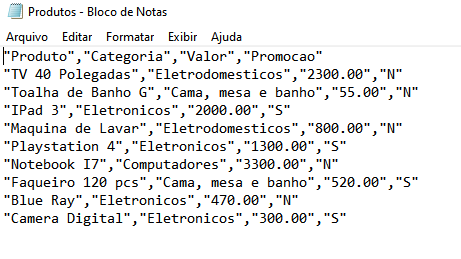 Produtos - Bloco de Notas
Arquivo Editar Formatar Exibir Ajuda
"Produto","Categoria","Valor","Promocao"
"TV 40 Polegadas","Eletrodomesticos","2300.00","N"
"Toalha de Banho G","Cama, mesa e banho","55.00","N"
"IPad 3","Eletronicos","2000.00","S"
"Maquina de Lavar","Eletrodomesticos","800.00","N"
"Playstation 4","Eletronicos","1300.00","S"
"Notebook I7","Computadores","3300.00","N"
"Faqueiro 120 pcs","Cama, mesa e banho","520.00","S"
"Blue Ray","Eletronicos","470.00","N"
"Camera Digital","Eletronicos","300.00","S"